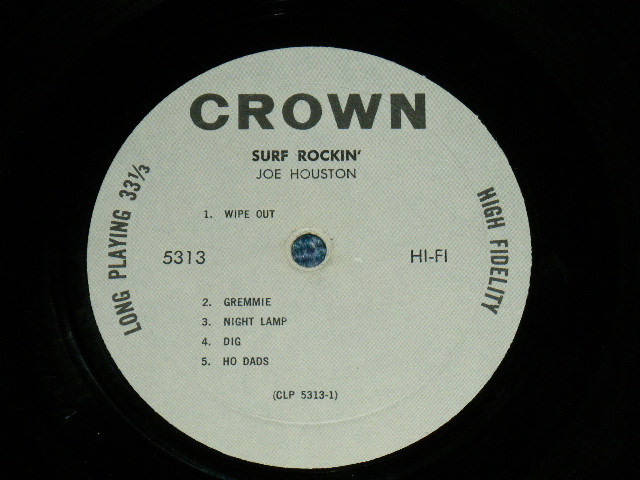 CROWN
SURF ROCKIN'
JOE HOUSTON
1. WIPE OUT
LONG PLAYING 33⅓
5313
HI-FI
HIGH FIDELITY
2. GREMMIE
3. NIGHT LAMP
4. DIG
5. HO DADS
(CLP 5313-1)